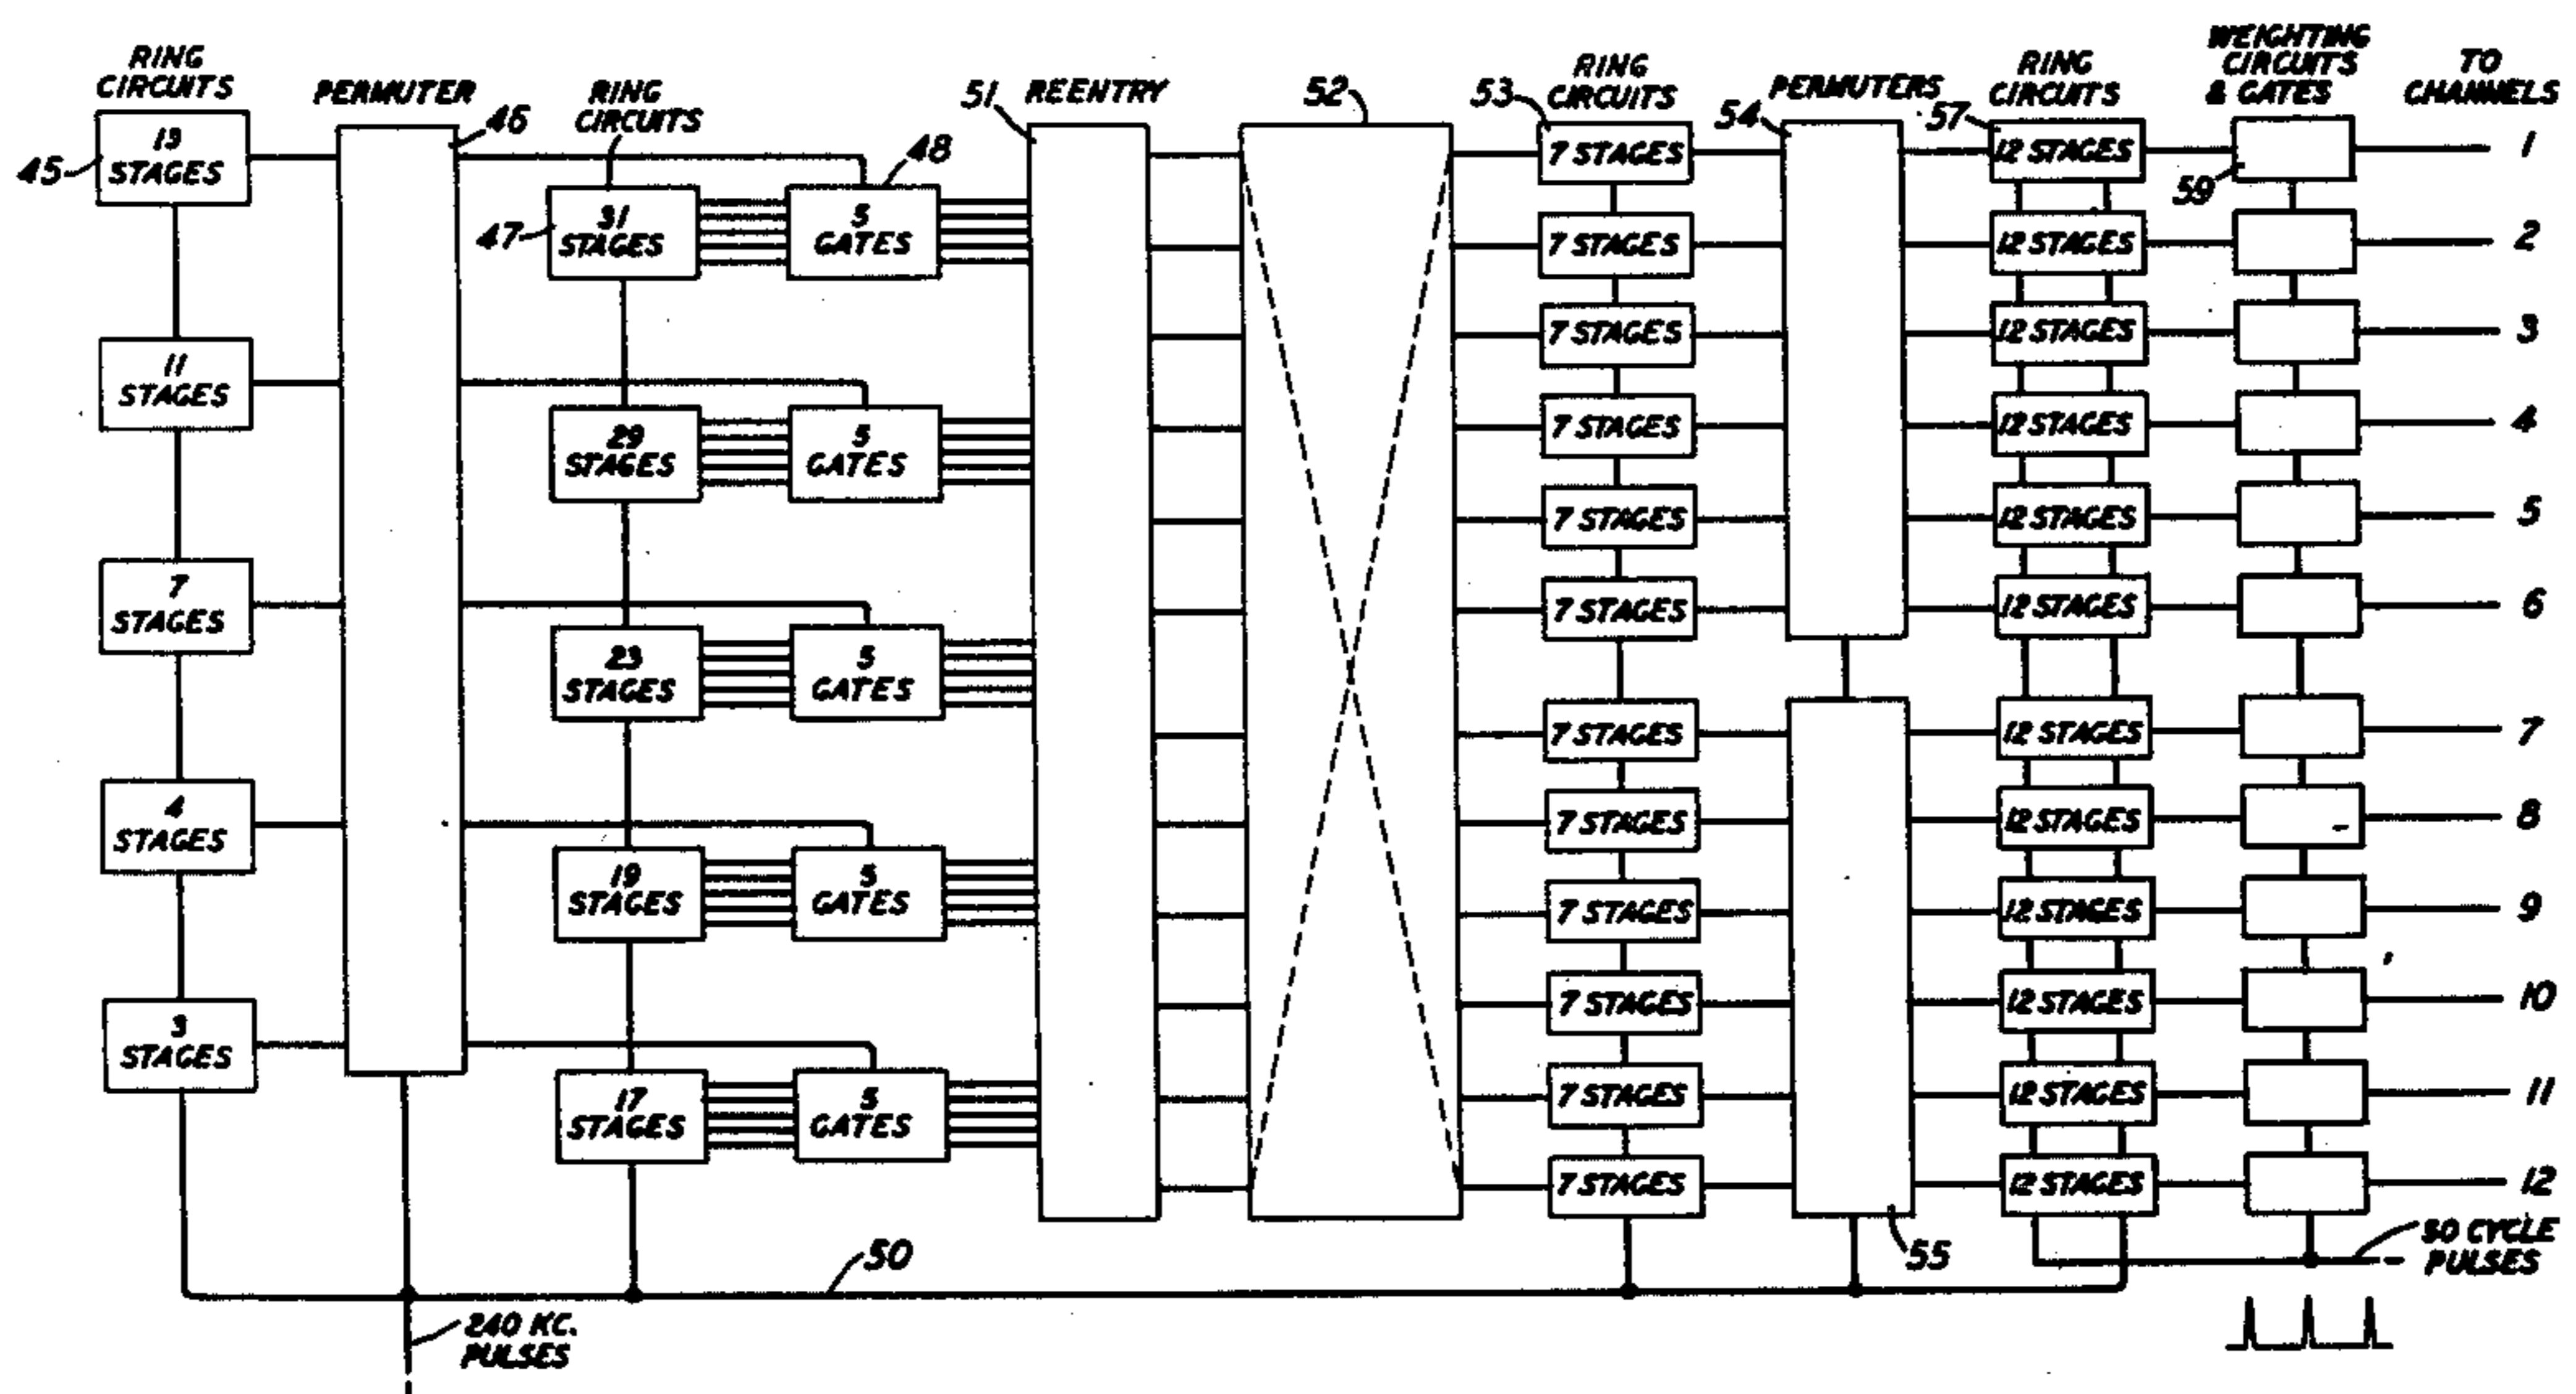 RING
CIRCUITS
PERMUTER
RING
CIRCUITS
51
REENTRY
52
53
RING
CIRCUITS
PERMUTERS
54
57
RING
CIRCUITS
WEIGHTING
CIRCUITS
& GATES
TO
CHANNELS
45
13
STAGES
46
47
31
STAGES
48
5
GATES
11
STAGES
29
STAGES
5
GATES
7
STAGES
23
STAGES
5
GATES
4
STAGES
19
STAGES
5
GATES
3
STAGES
17
STAGES
5
GATES
7 STAGES
12 STAGES
59
1
7 STAGES
12 STAGES
2
7 STAGES
12 STAGES
3
7 STAGES
12 STAGES
4
7 STAGES
12 STAGES
5
7 STAGES
12 STAGES
6
7 STAGES
12 STAGES
7
7 STAGES
12 STAGES
8
7 STAGES
12 STAGES
9
7 STAGES
12 STAGES
10
7 STAGES
12 STAGES
11
7 STAGES
12 STAGES
12
50
55
240 KC.
PULSES
50 CYCLE
PULSES